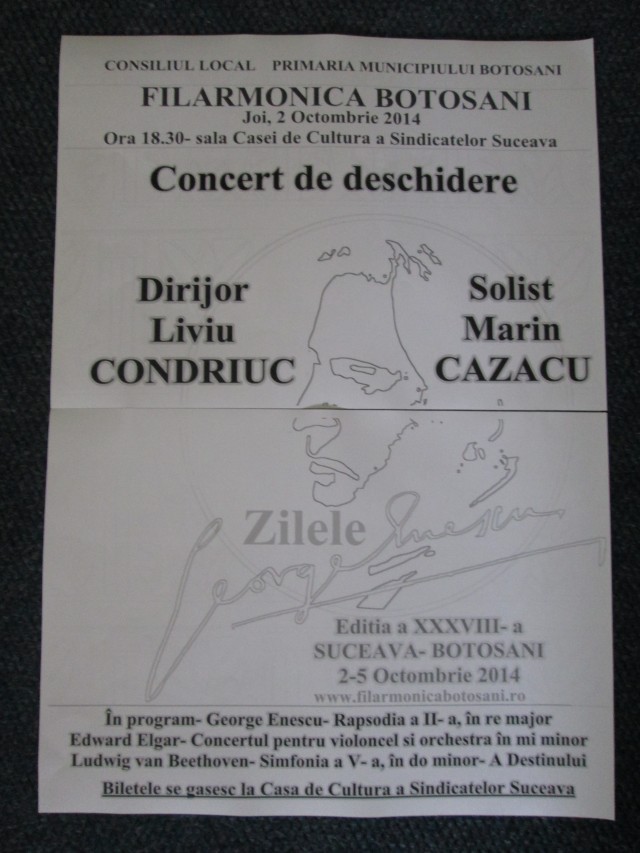 CONSILIUL LOCAL PRIMARIA MUNICIPIULUI BOTOSANI
FILARMONICA BOTOSANI
Joi, 2 Octombrie 2014
Ora 18.30- sala Casei de Cultura a Sindicatelor Suceava
Concert de deschidere
Dirijor
Liviu
CONDRIUC
Solist
Marin
CAZACU
Zilele
George Enescu
Editia a XXXVIII- a
SUCEAVA- BOTOSANI
2-5 Octombrie 2014
www.filarmonicabotosani.ro
În program- George Enescu- Rapsodia a II- a, în re major
Edward Elgar- Concertul pentru violoncel si orchestra în mi minor
Ludwig van Beethoven- Simfonia a V- a, în do minor- A Destinului
Biletele se gasesc la Casa de Cultura a Sindicatelor Suceava